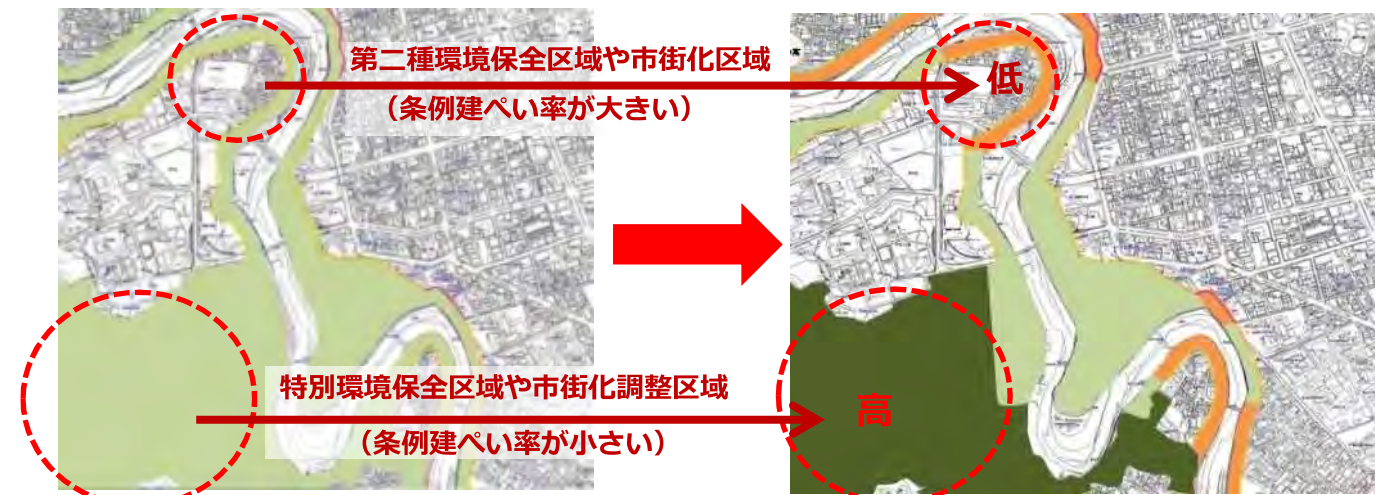 第二種環境保全区域や市街化区域
（条例建ぺい率が大きい）
低
特別環境保全区域や市街化調整区域
（条例建ぺい率が小さい）
高